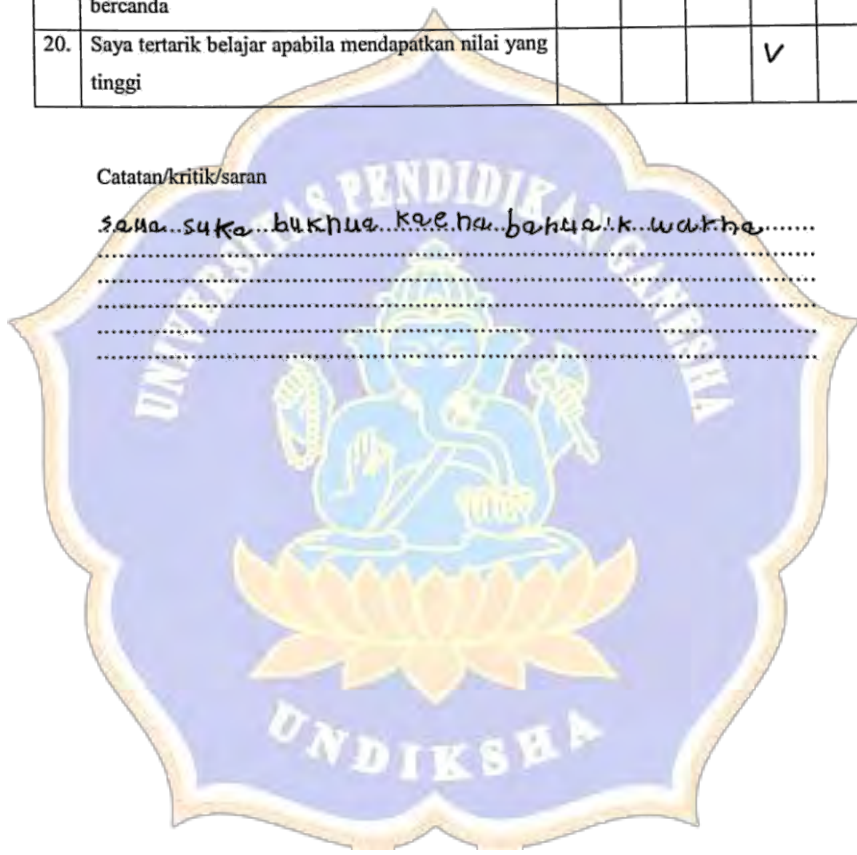 bercanda
20. Saya tertarik belajar apabila mendapatkan nilai yang V
tinggi
Catatan/kritik/saran
saya suka buknya kaena banyaik warna
UNIVERSITAS PENDIDIKAN GANESHA
UNDIKSHA